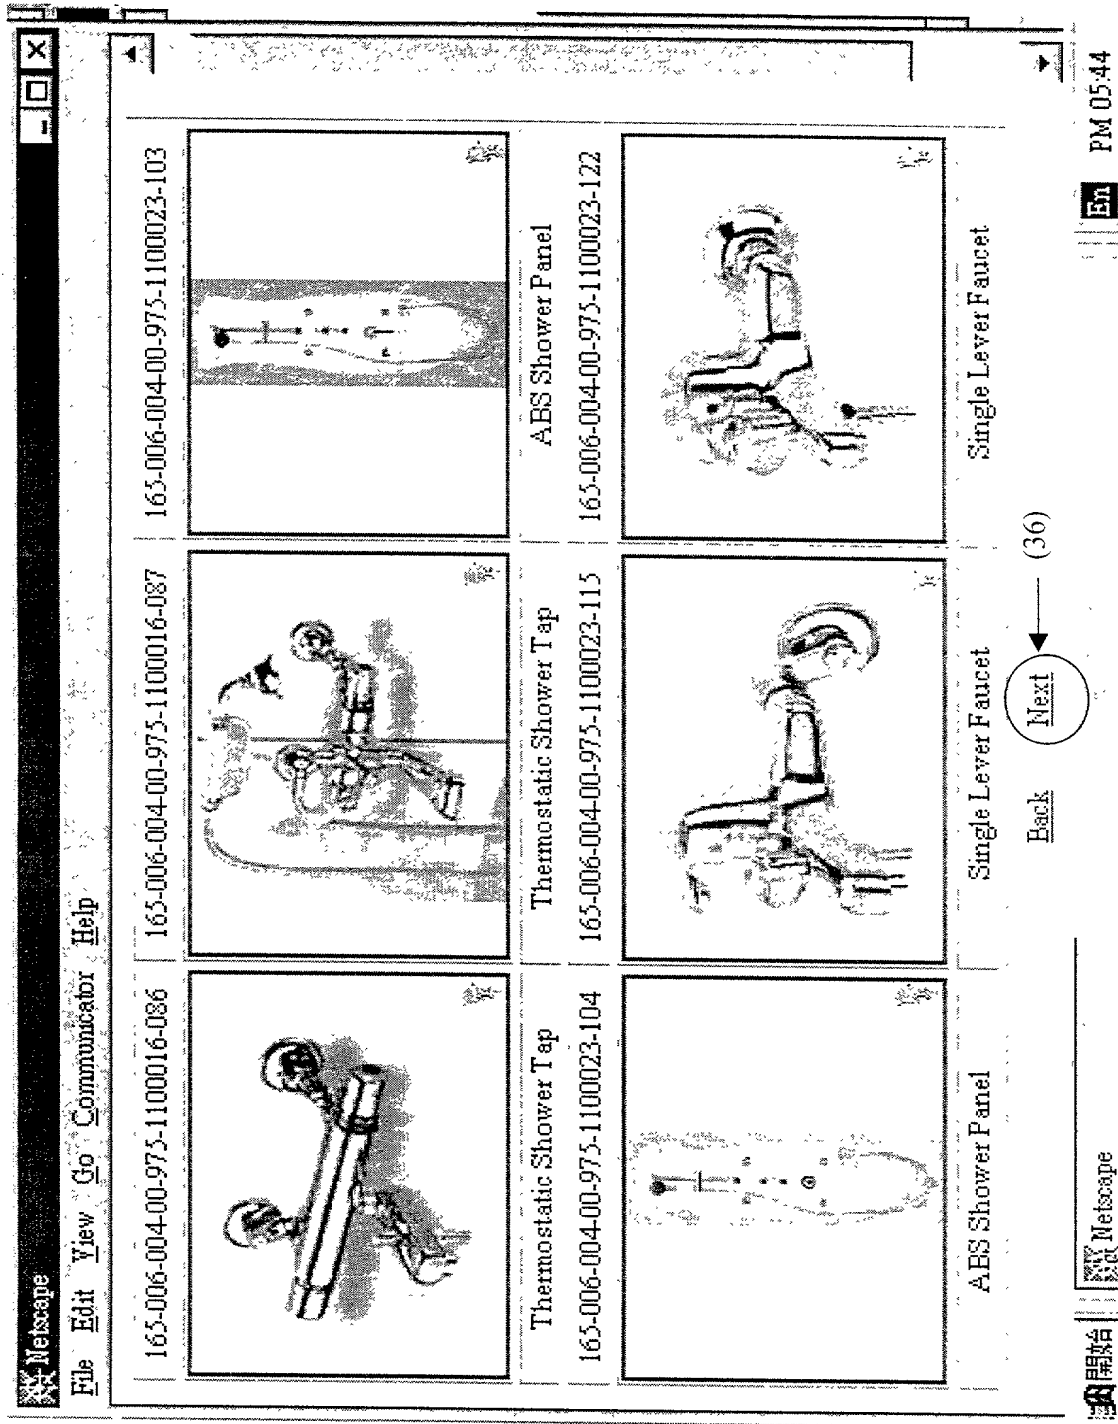 Netscape
File Edit View Go Communicator Help
165-006-004-00-975-1100016-086
165-006-004-00-975-1100016-087
165-006-004-00-975-1100023-103
Thermostatic Shower Tap
Thermostatic Shower Tap
ABS Shower Panel
165-006-004-00-975-1100023-104
165-006-004-00-975-1100023-115
165-006-004-00-975-1100023-122
ABS Shower Panel
Single Lever Faucet
Single Lever Faucet
Back Next (36)
開始 Netscape En PM 05:44